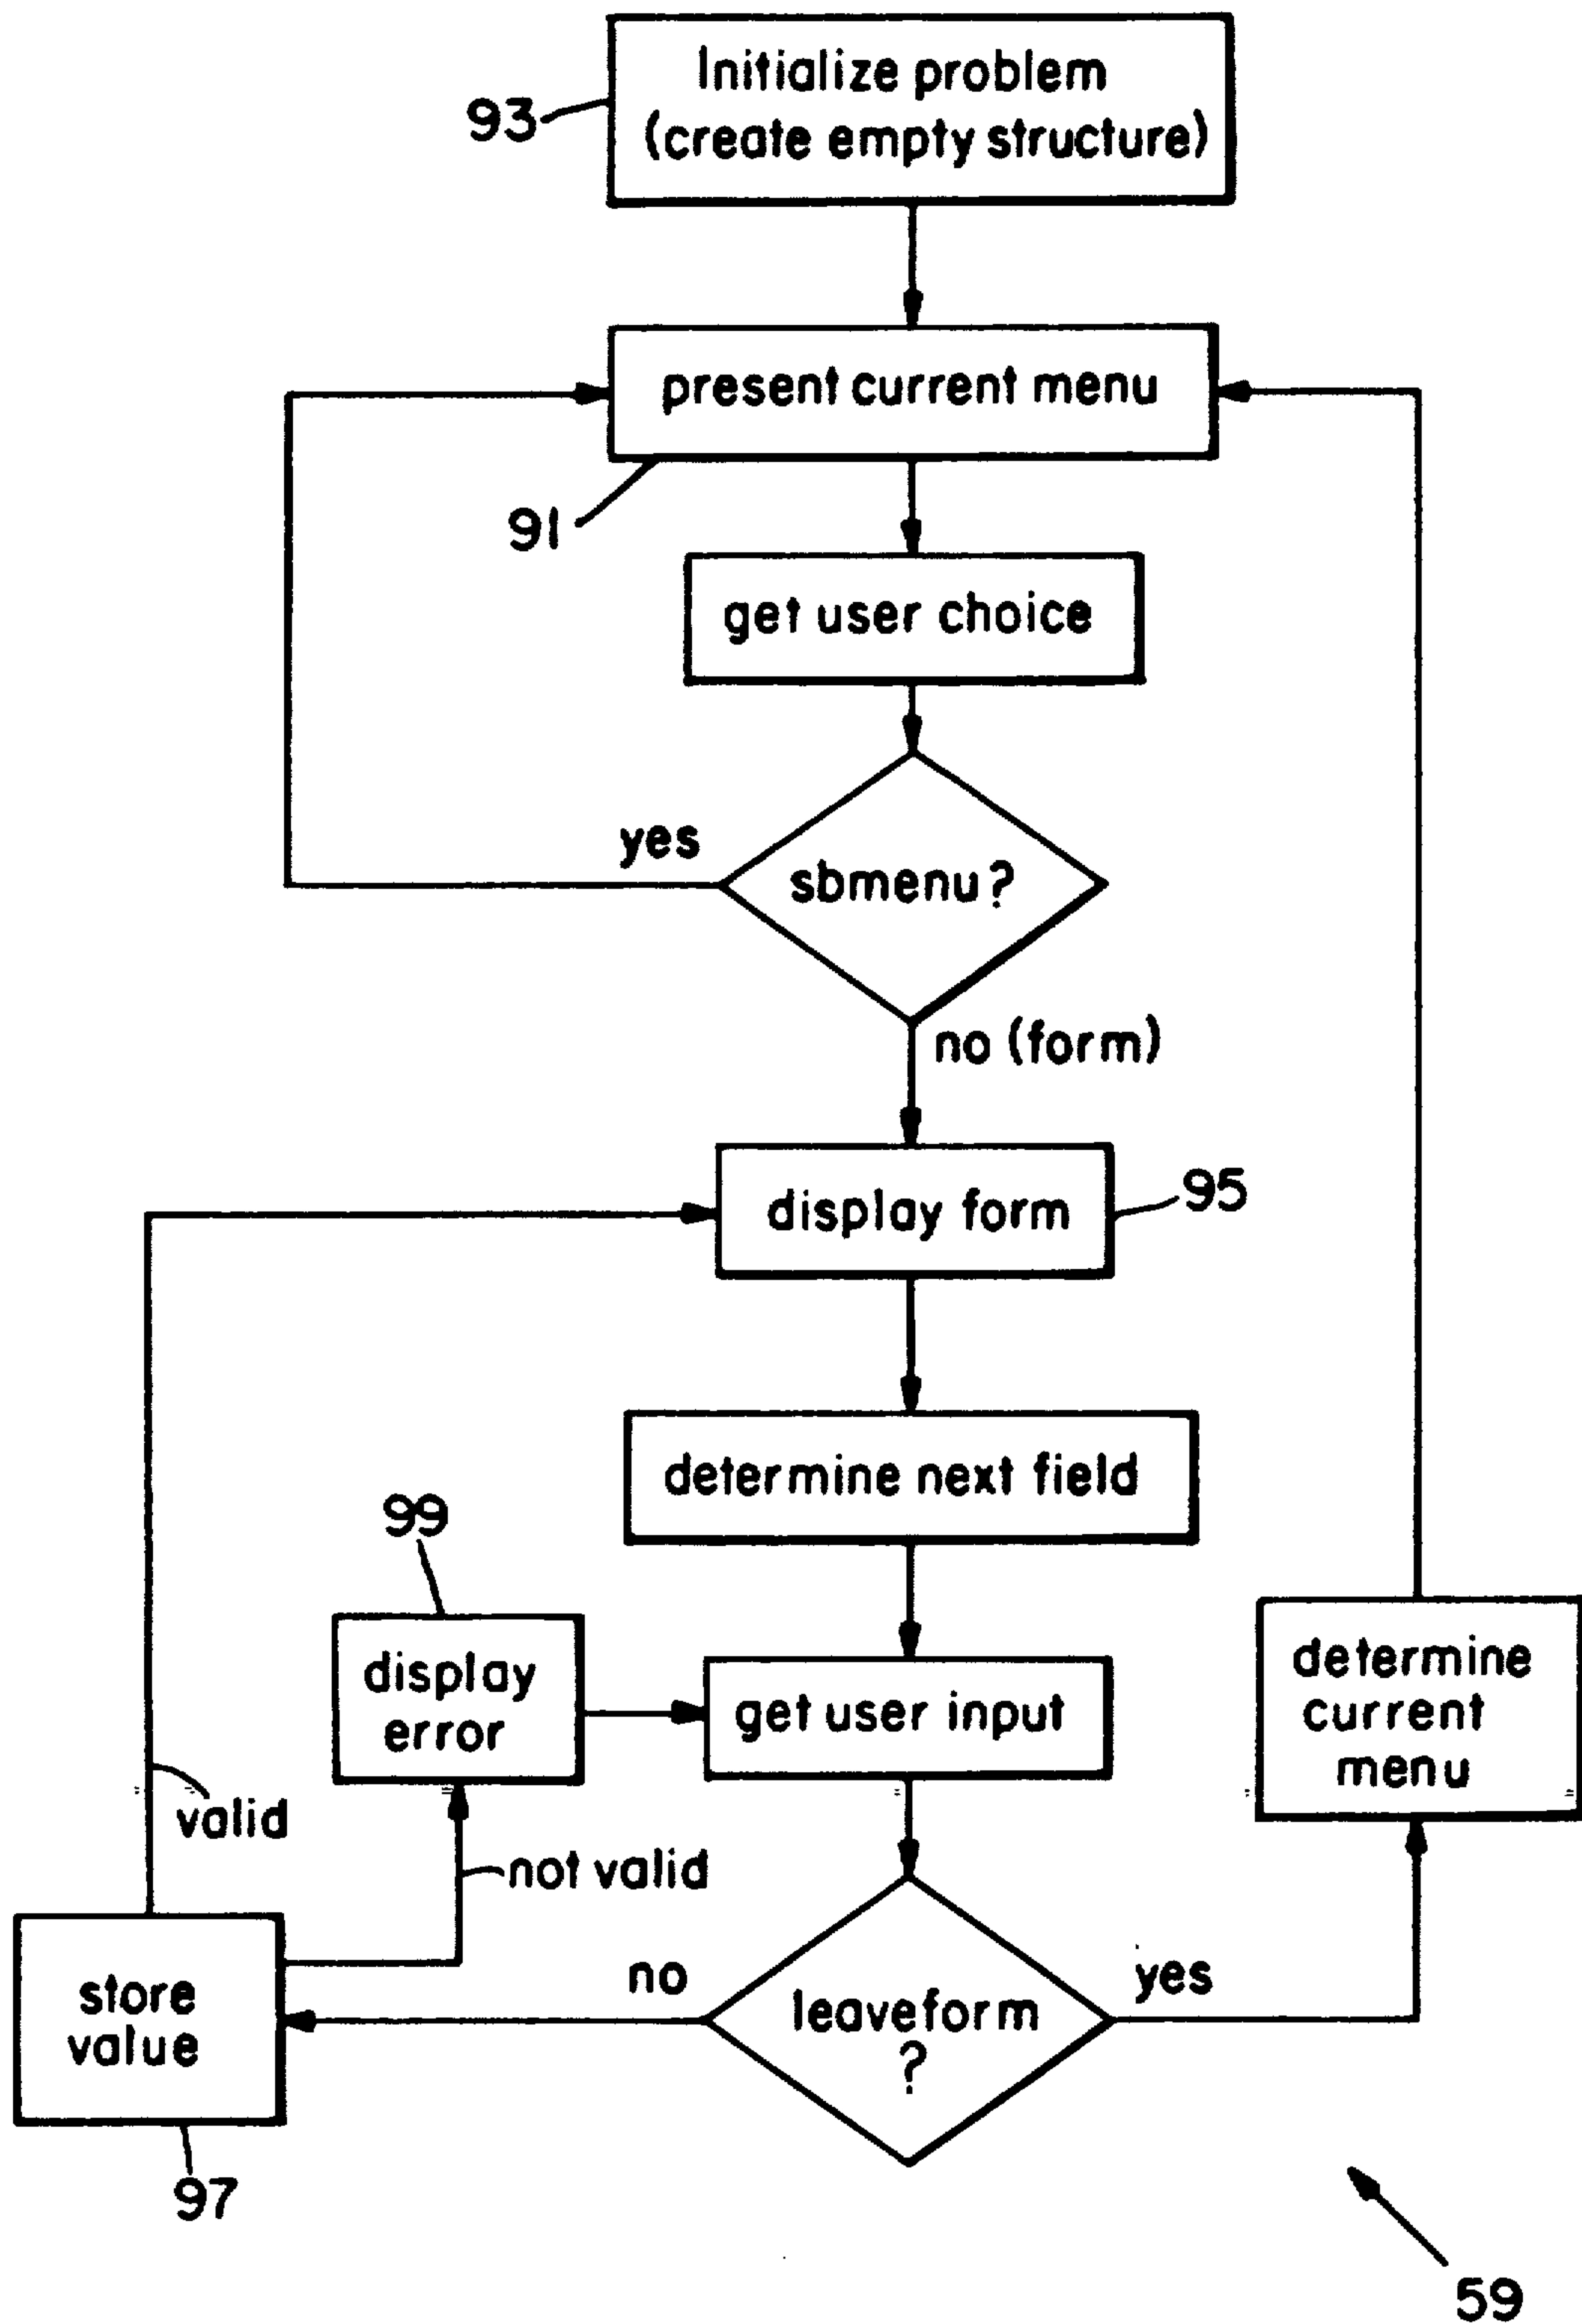 Initialize problem
(create empty structure)
93
present current menu
91
get user choice
yes
sbmenu?
no (form)
display form
95
determine next field
99
display
error
get user input
determine
current
menu
valid
not valid
store
value
no
leaveform
?
yes
97
59